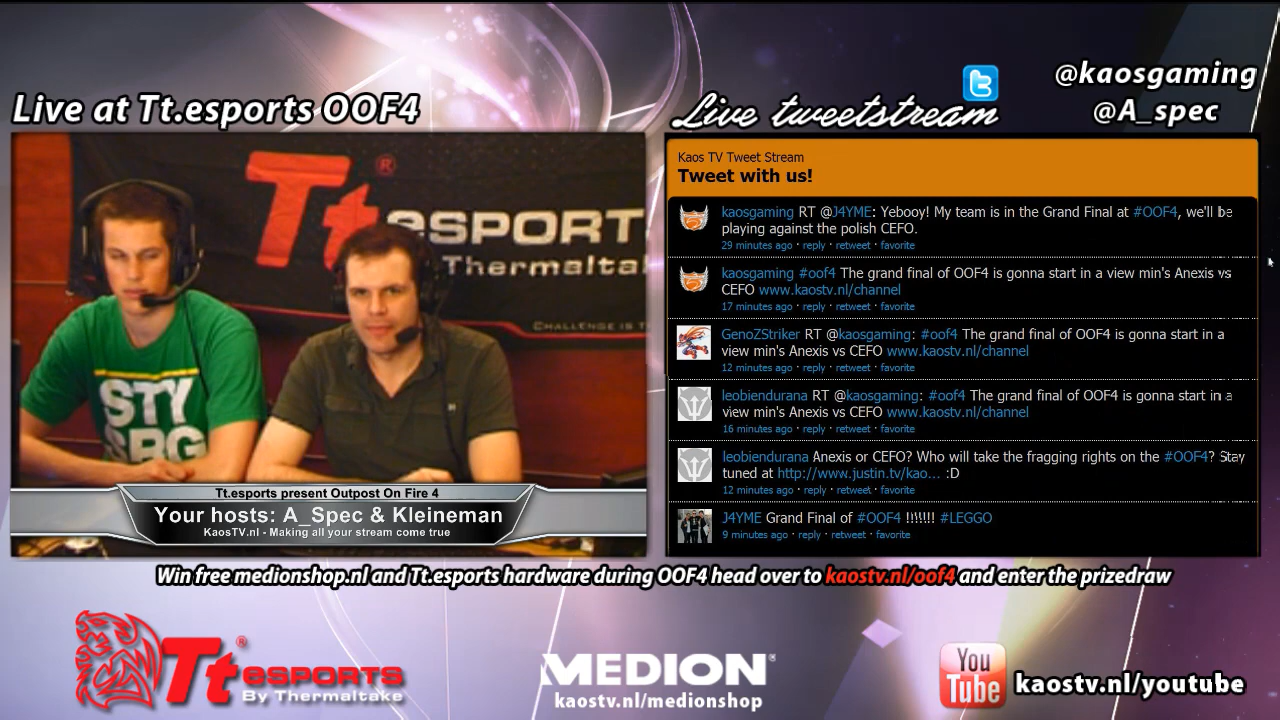 @kaosgaming
@A_spec
Live at Tt.esports OOF4
Live tweetstream
Tt ® eSPORT
Thermalta
CHALLENGE IS T
STY
SRG
Tt.esports present Outpost On Fire 4
Your hosts: A_Spec & Kleineman
KaosTV.nl - Making all your stream come true
Kaos TV Tweet Stream
Tweet with us!
kaosgaming RT @J4YME: Yebooy! My team is in the Grand Final at #OOF4, we'll be
playing against the polish CEFO.
29 minutes ago · reply · retweet · favorite
kaosgaming #oof4 The grand final of OOF4 is gonna start in a view min's Anexis vs
CEFO www.kaostv.nl/channel
17 minutes ago · reply · retweet · favorite
GenoZStriker RT @kaosgaming: #oof4 The grand final of OOF4 is gonna start in a
view min's Anexis vs CEFO www.kaostv.nl/channel
12 minutes ago · reply · retweet · favorite
leobiendurana RT @kaosgaming: #oof4 The grand final of OOF4 is gonna start in a
view min's Anexis vs CEFO www.kaostv.nl/channel
16 minutes ago · reply · retweet · favorite
leobiendurana Anexis or CEFO? Who will take the fragging rights on the #OOF4? Stay
tuned at http://www.justin.tv/kao... :D
12 minutes ago · reply · retweet · favorite
J4YME Grand Final of #OOF4 !!!!!!! #LEGGO
9 minutes ago · reply · retweet · favorite
Win free medionshop.nl and Tt.esports hardware during OOF4 head over to kaostv.nl/oof4 and enter the prizedraw
Tt eSPORTS ®
By Thermaltake
MEDION®
kaostv.nl/medionshop
You
Tube
kaostv.nl/youtube